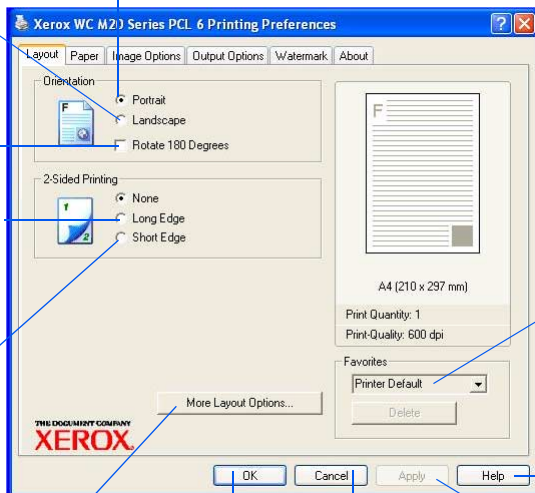 Xerox WC M20 Series PCL 6 Printing Preferences
Layout Paper Image Options Output Options Watermark About
Orientation
F
Portrait
Landscape
Rotate 180 Degrees
2-Sided Printing
1
2
None
Long Edge
Short Edge
F
A4 (210 x 297 mm)
Print Quantity: 1
Print-Quality: 600 dpi
Favorites
Printer Default
Delete
More Layout Options...
THE DOCUMENT COMPANY
XEROX
OK Cancel Apply Help